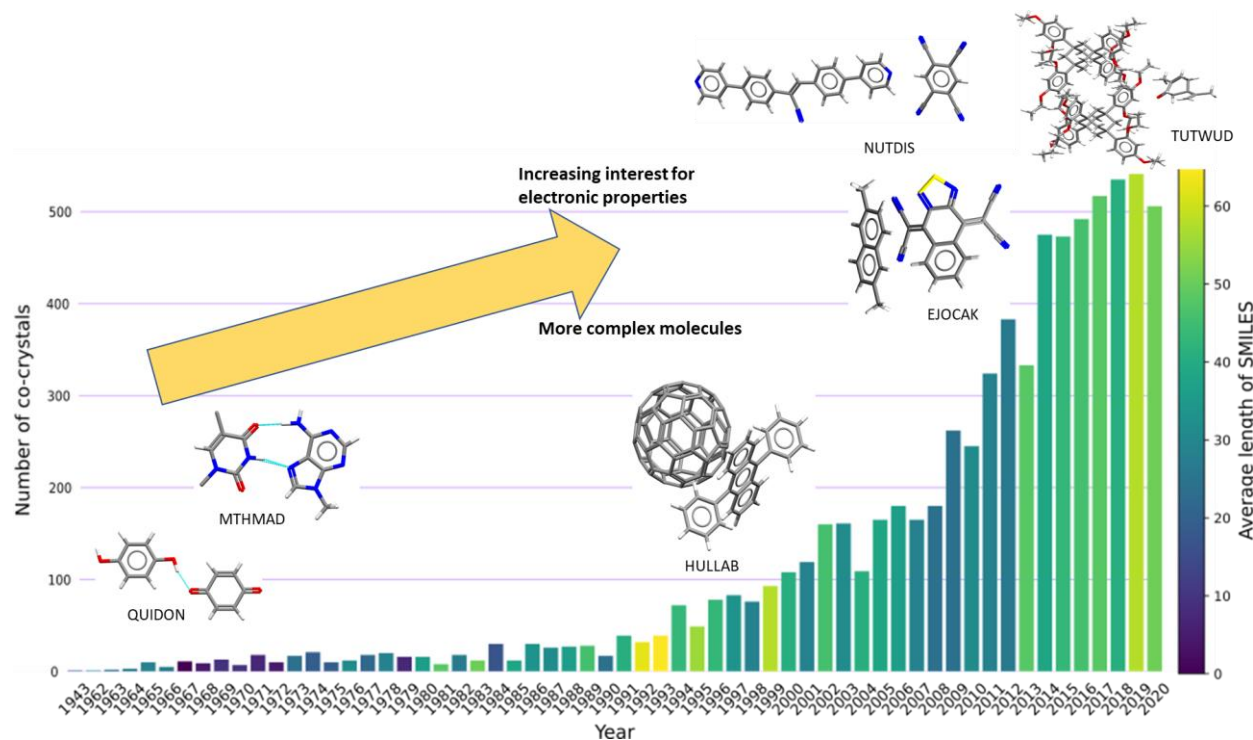 NUTDIS
TUTWUD
Increasing interest for
electronic properties
EJOCAK
More complex molecules
MTHMAD
HULLAB
QUIDON
Number of co-crystals
500
400
300
200
100
0
1943 1962 1963 1964 1965 1966 1967 1968 1969 1970 1971 1972 1973 1974 1975 1976 1977 1978 1979 1980 1981 1982 1983 1984 1985 1986 1987 1988 1989 1990 1991 1992 1993 1994 1995 1996 1997 1998 1999 2000 2001 2002 2003 2004 2005 2006 2007 2008 2009 2010 2011 2012 2013 2014 2015 2016 2017 2018 2019 2020
Year
60
50
40
30
20
10
0
Average length of SMILES